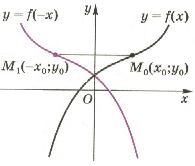 y = f(-x)
y
y = f(x)
M₁(-x₀;y₀)
M₀(x₀;y₀)
O
x